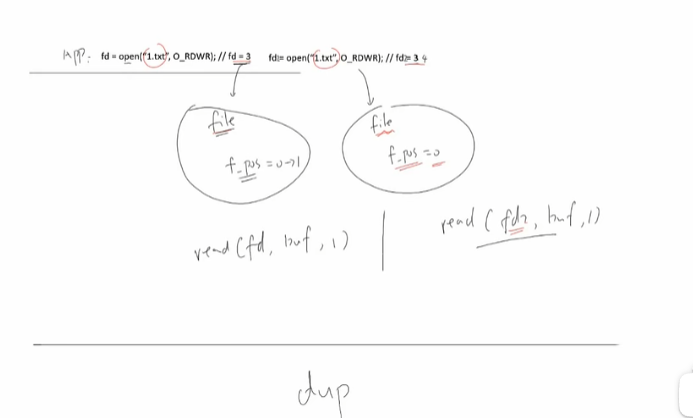 APP: fd = open("1.txt", O_RDWR); // fd = 3 fd2= open("1.txt", O_RDWR); // fd2= 3 4
file file
f_pos = 0→1 f_pos = 0
read(fd, buf, 1) read(fd2, buf, 1)
dup